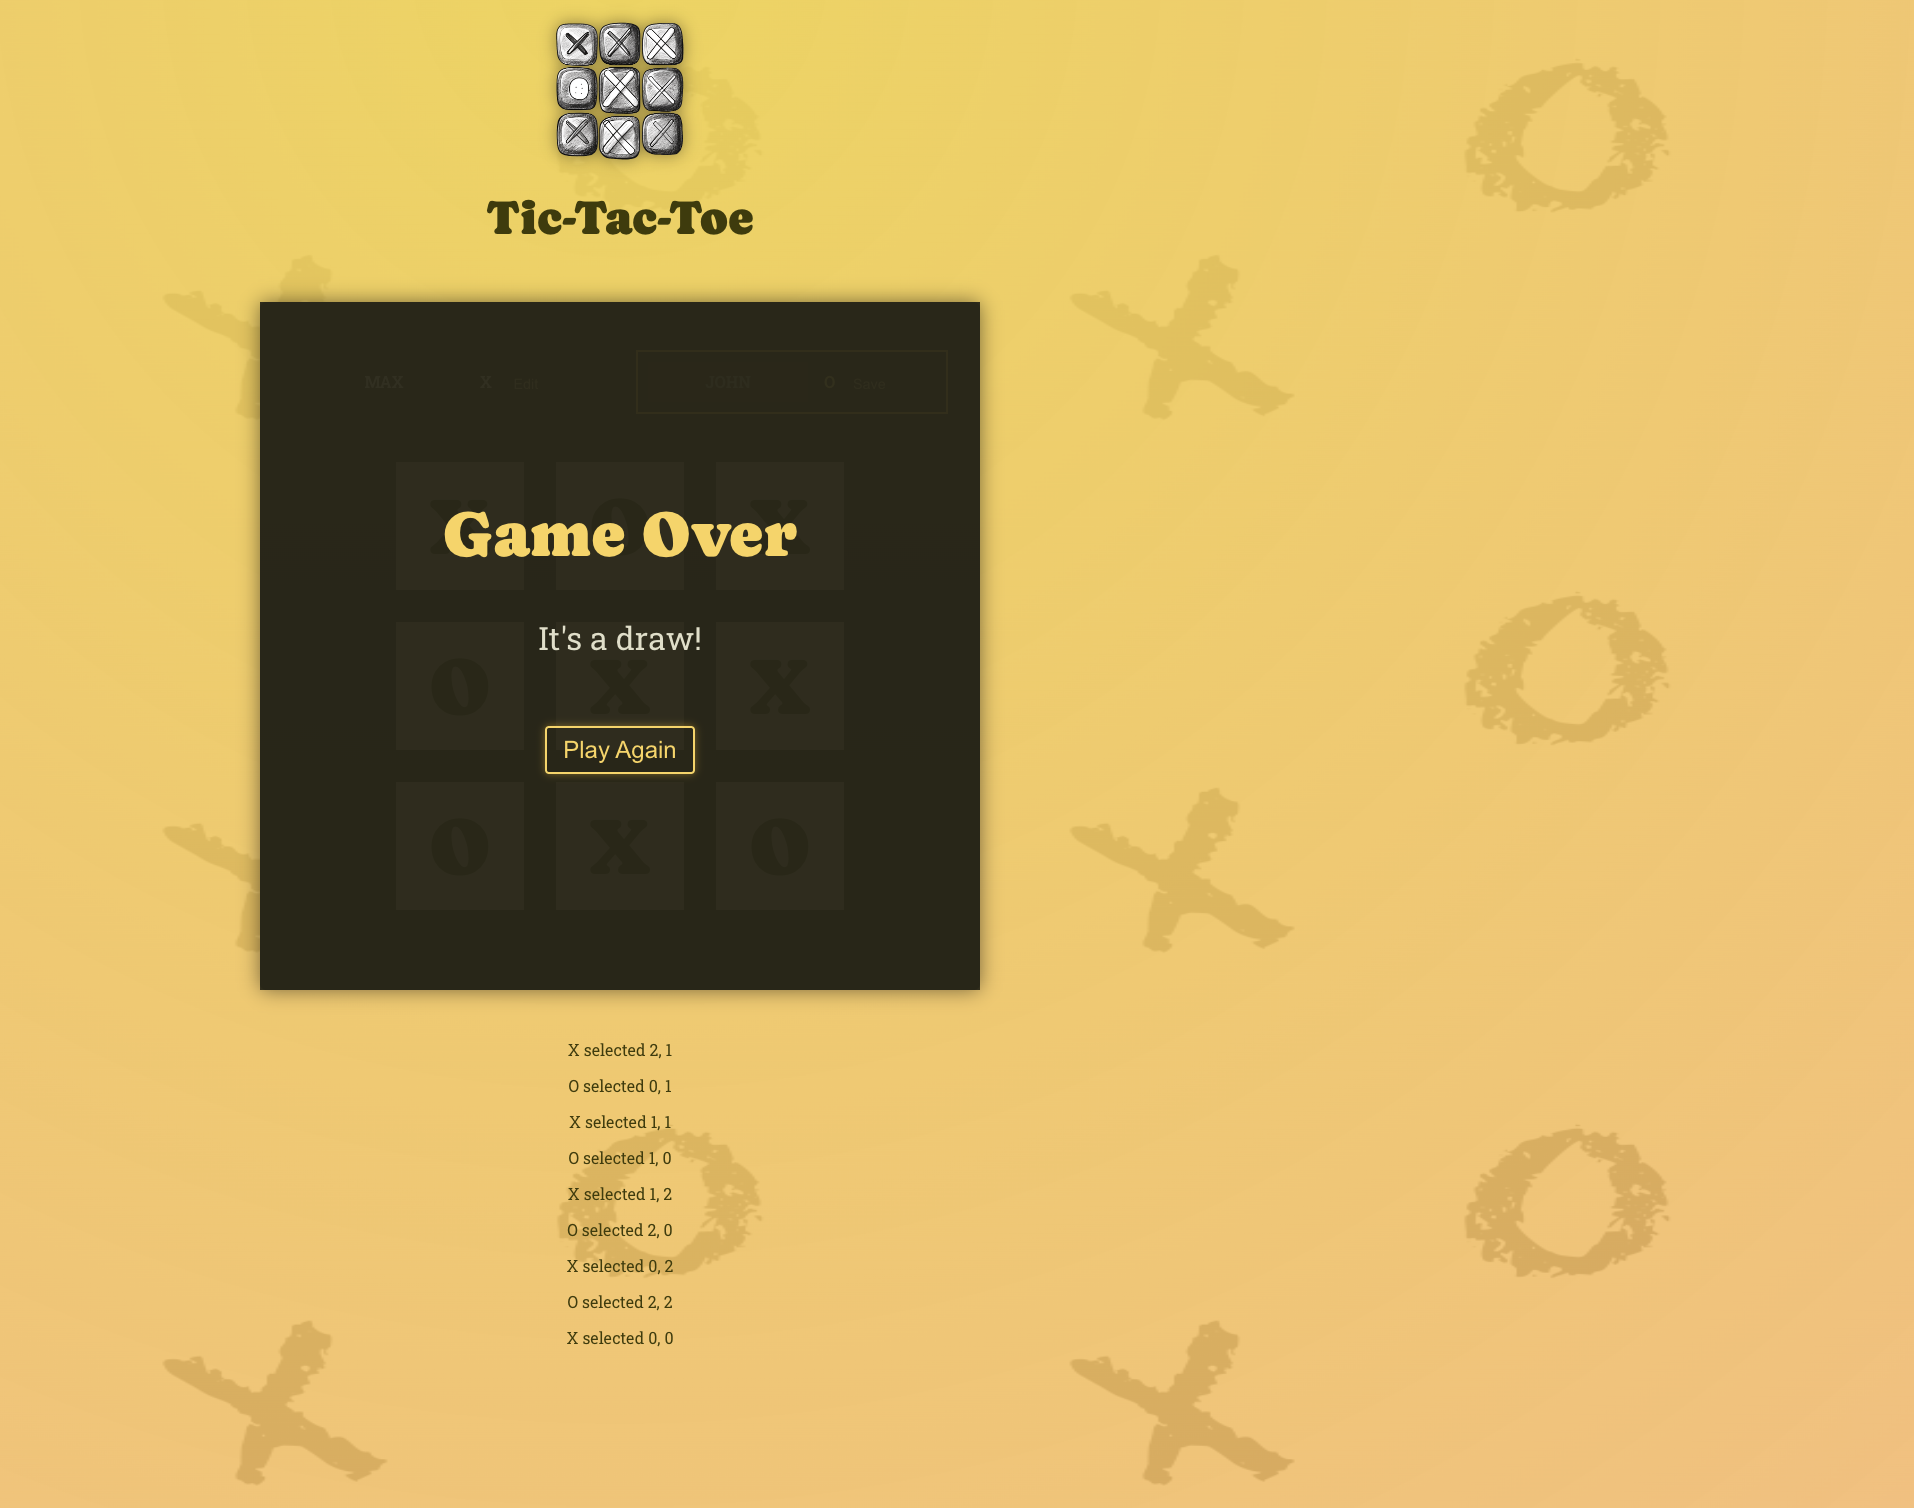 Tic-Tac-Toe
MAX X Edit JOHN O Save
X O X
Game Over
It's a draw!
O X X
Play Again
O X O
X selected 2, 1
O selected 0, 1
X selected 1, 1
O selected 1, 0
X selected 1, 2
O selected 2, 0
X selected 0, 2
O selected 2, 2
X selected 0, 0